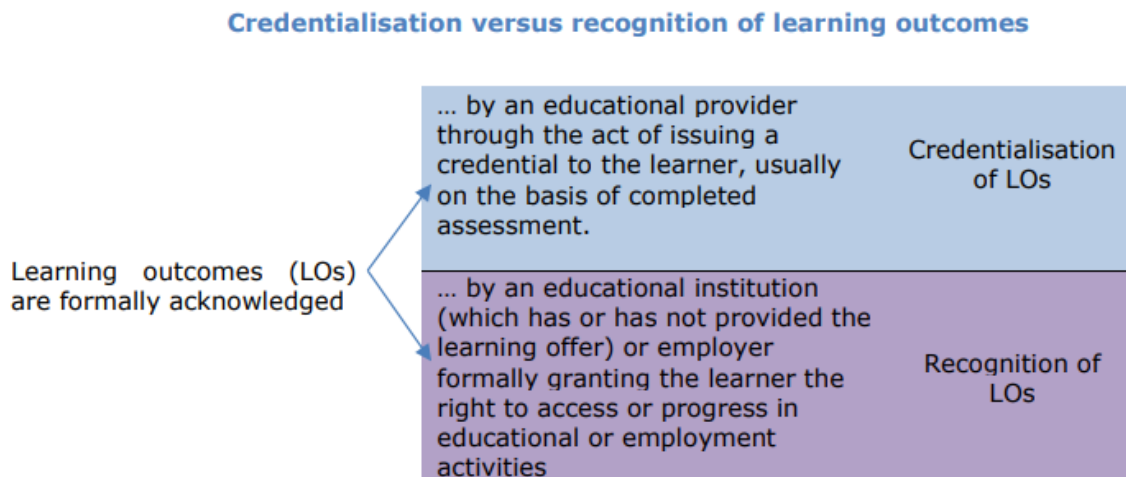 Credentialisation versus recognition of learning outcomes
Learning outcomes (LOs)
are formally acknowledged
… by an educational provider
through the act of issuing a
credential to the learner, usually
on the basis of completed
assessment.
Credentialisation
of LOs
… by an educational institution
(which has or has not provided the
learning offer) or employer
formally granting the learner the
right to access or progress in
educational or employment
activities
Recognition of
LOs